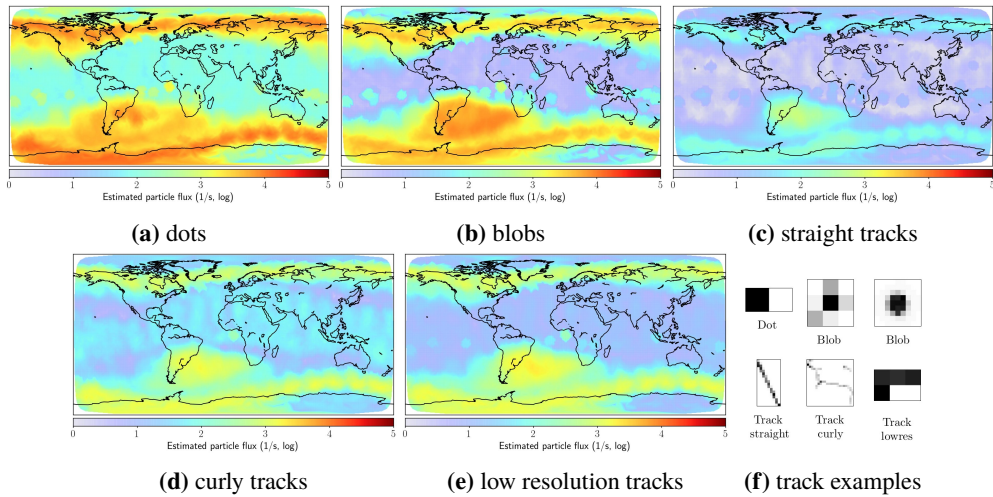 0 1 2 3 4 5
Estimated particle flux (1/s, log)
(a) dots
0 1 2 3 4 5
Estimated particle flux (1/s, log)
(b) blobs
0 1 2 3 4 5
Estimated particle flux (1/s, log)
(c) straight tracks
0 1 2 3 4 5
Estimated particle flux (1/s, log)
(d) curly tracks
0 1 2 3 4 5
Estimated particle flux (1/s, log)
(e) low resolution tracks
Dot
Blob
Blob
Track
straight
Track
curly
Track
lowres
(f) track examples